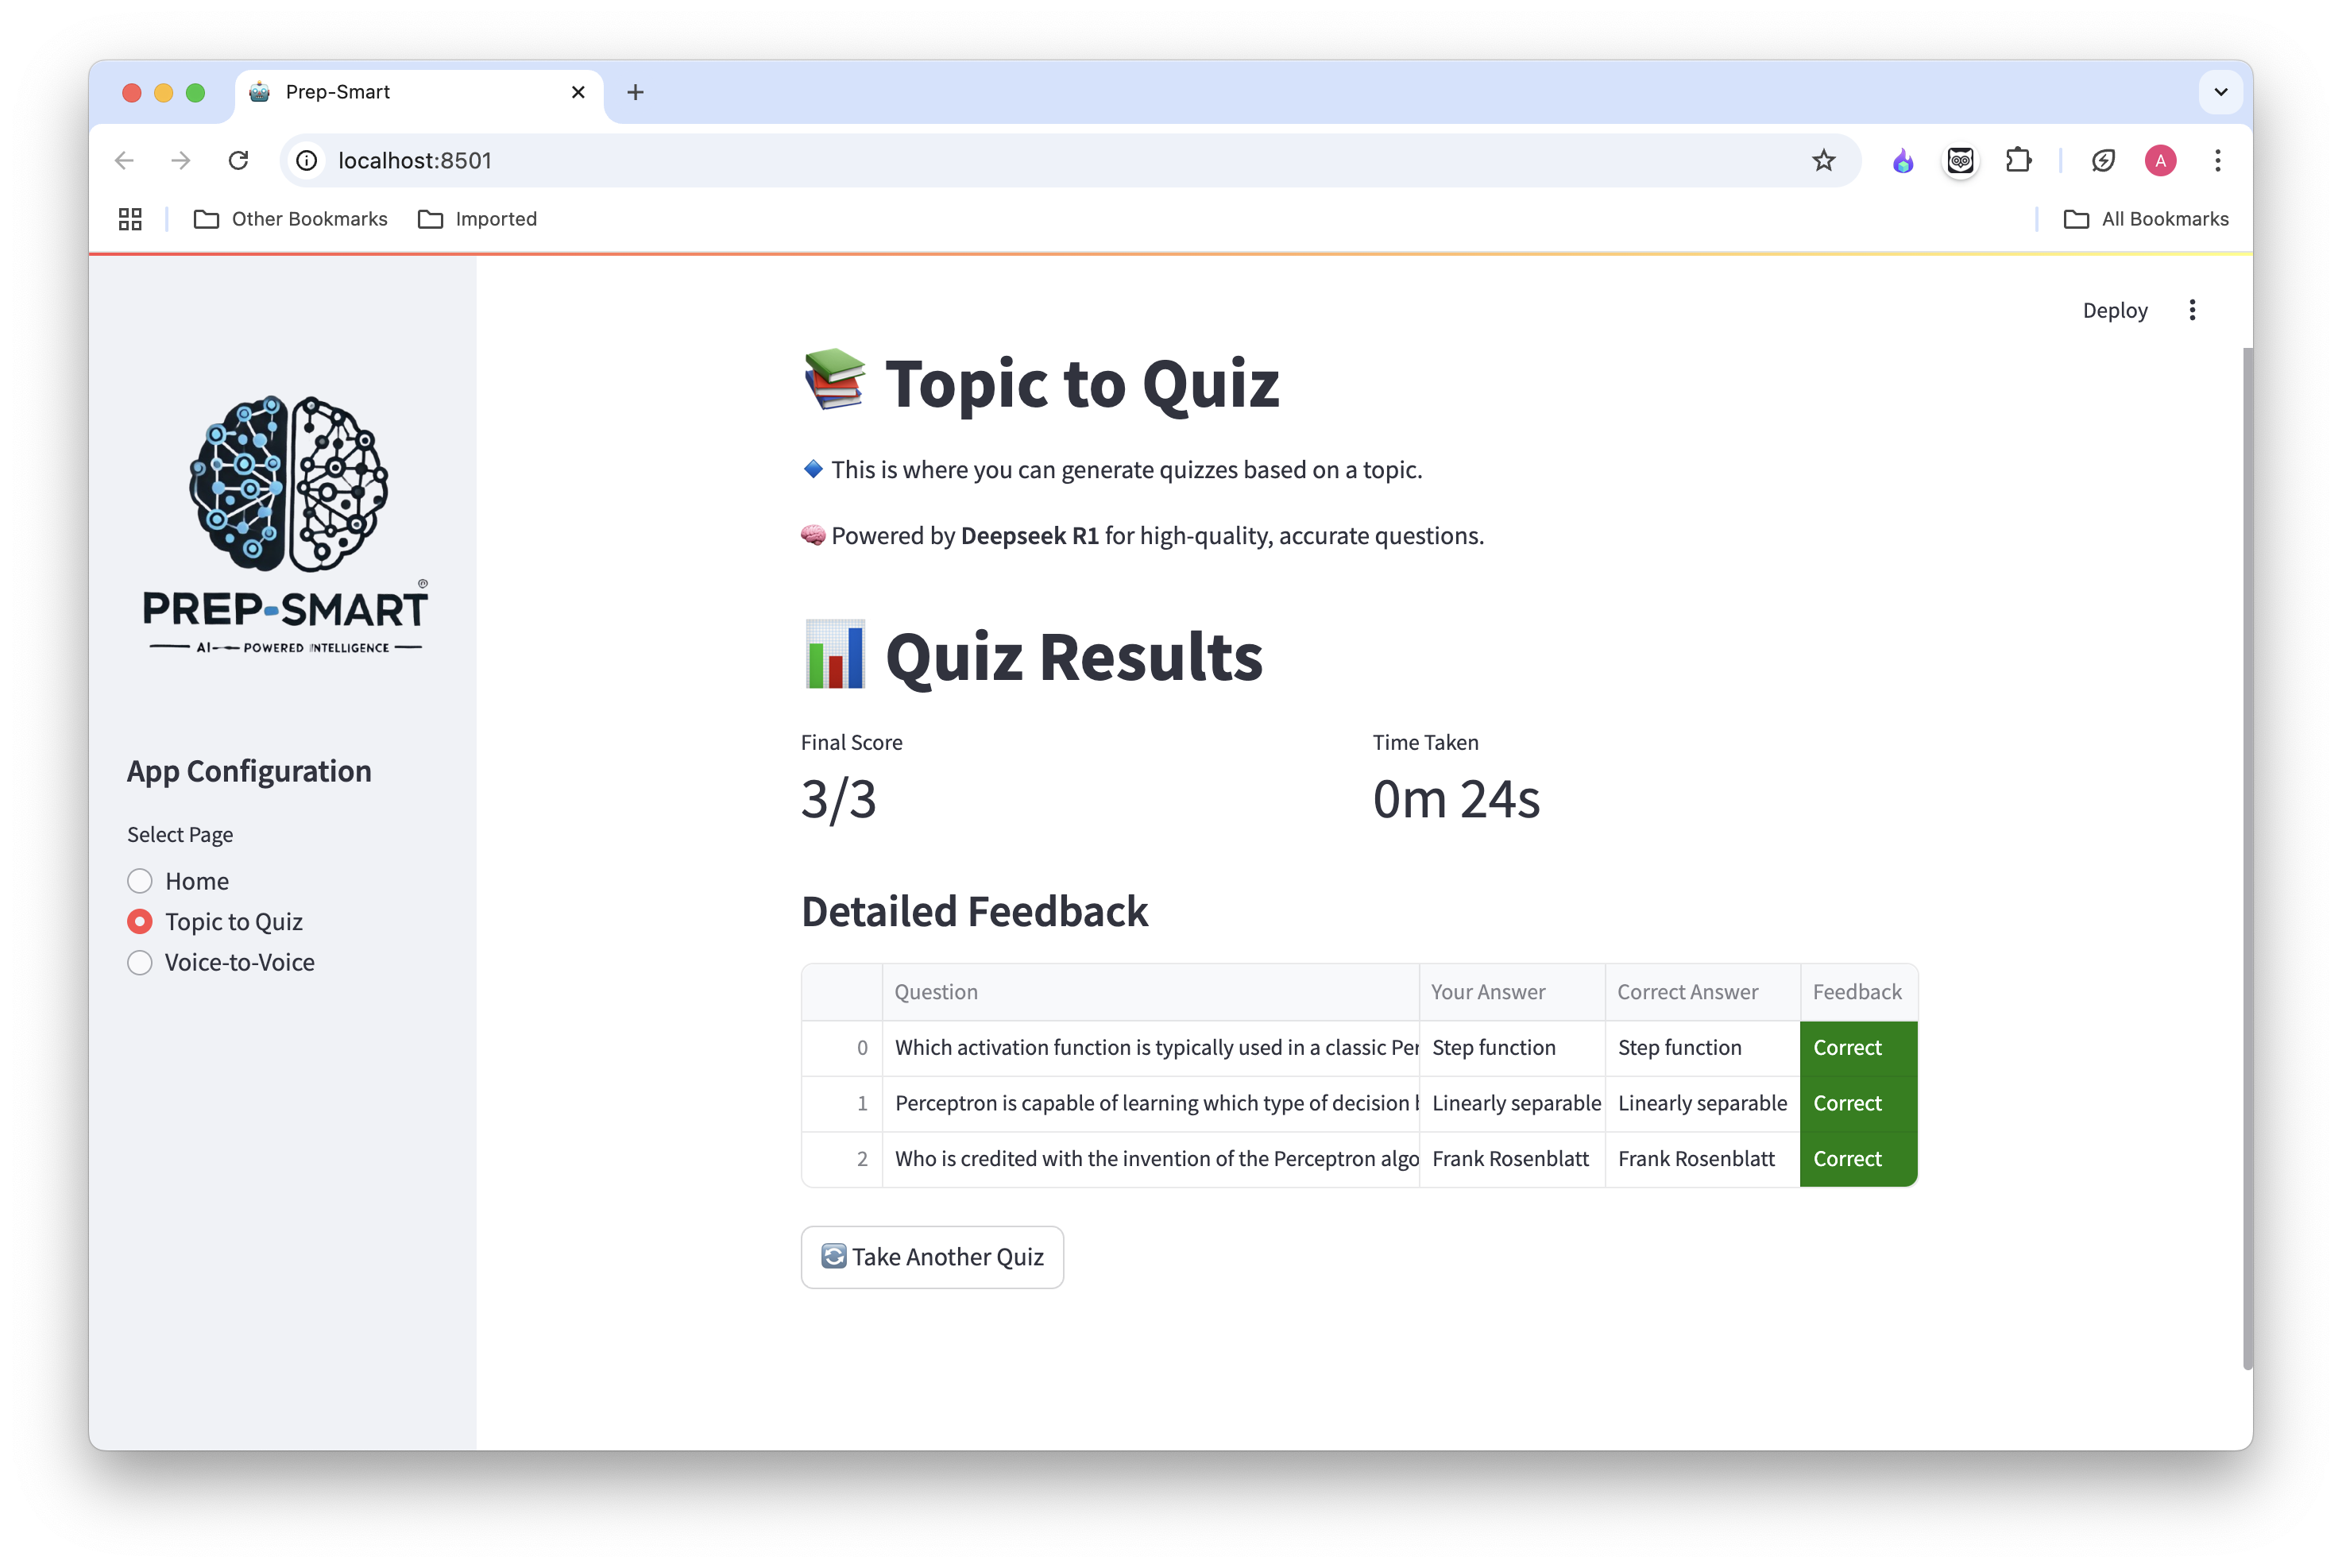 Prep-Smart
localhost:8501
A
Other Bookmarks
Imported
All Bookmarks
Deploy
PREP-SMART
AI POWERED INTELLIGENCE
App Configuration
Select Page
Home
Topic to Quiz
Voice-to-Voice
📚 Topic to Quiz
🔹 This is where you can generate quizzes based on a topic.
🧠 Powered by Deepseek R1 for high-quality, accurate questions.
📊 Quiz Results
Final Score
Time Taken
3/3
0m 24s
Detailed Feedback
Question Your Answer Correct Answer Feedback
0 Which activation function is typically used in a classic Per Step function Step function Correct
1 Perceptron is capable of learning which type of decision Linearly separable Linearly separable Correct
2 Who is credited with the invention of the Perceptron algo Frank Rosenblatt Frank Rosenblatt Correct
🔄 Take Another Quiz